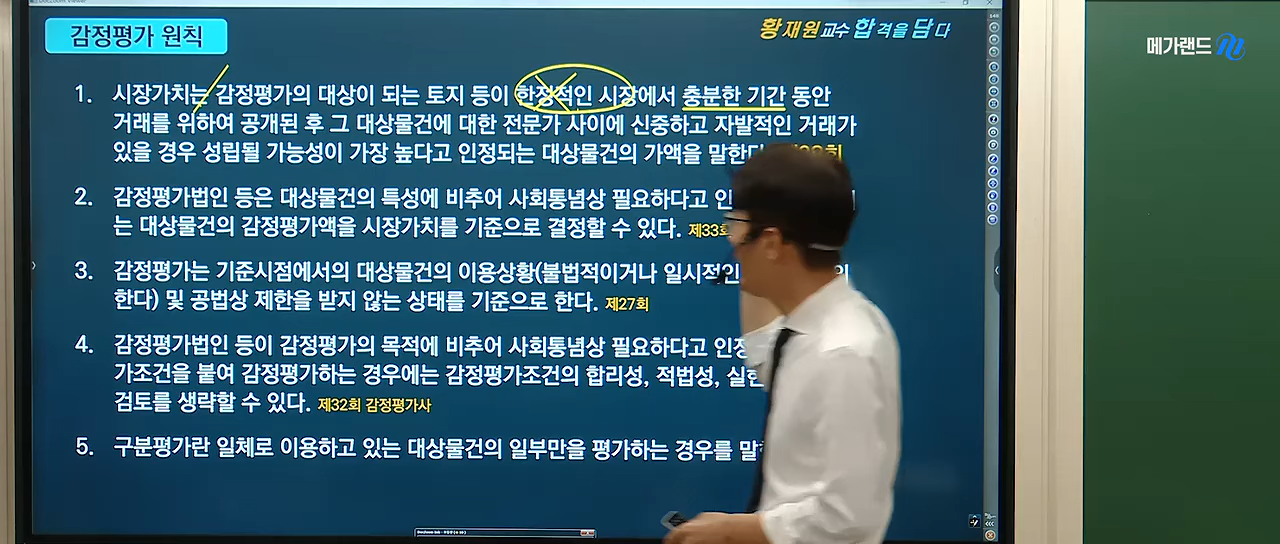 감정평가 원칙
황재원 교수 합격을 담다
메가랜드
1. 시장가치는 감정평가의 대상이 되는 토지 등이 한정적인 시장에서 충분한 기간 동안
거래를 위하여 공개된 후 그 대상물건에 대한 전문가 사이에 신중하고 자발적인 거래가
있을 경우 성립될 가능성이 가장 높다고 인정되는 대상물건의 가액을 말한다
2. 감정평가법인 등은 대상물건의 특성에 비추어 사회통념상 필요하다고 인
는 대상물건의 감정평가액을 시장가치를 기준으로 결정할 수 있다. 제33회
3. 감정평가는 기준시점에서의 대상물건의 이용상황(불법적이거나 일시적인
한다) 및 공법상 제한을 받지 않는 상태를 기준으로 한다. 제27회
4. 감정평가법인 등이 감정평가의 목적에 비추어 사회통념상 필요하다고 인정
가조건을 붙여 감정평가하는 경우에는 감정평가조건의 합리성, 적법성, 실현
검토를 생략할 수 있다. 제32회 감정평가사
5. 구분평가란 일체로 이용하고 있는 대상물건의 일부만을 평가하는 경우를 말